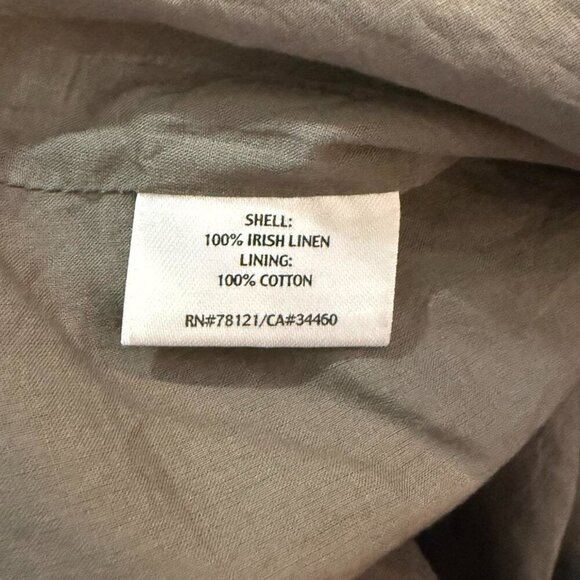 SHELL:
100% IRISH LINEN
LINING:
100% COTTON
RN#78121/CA#34460